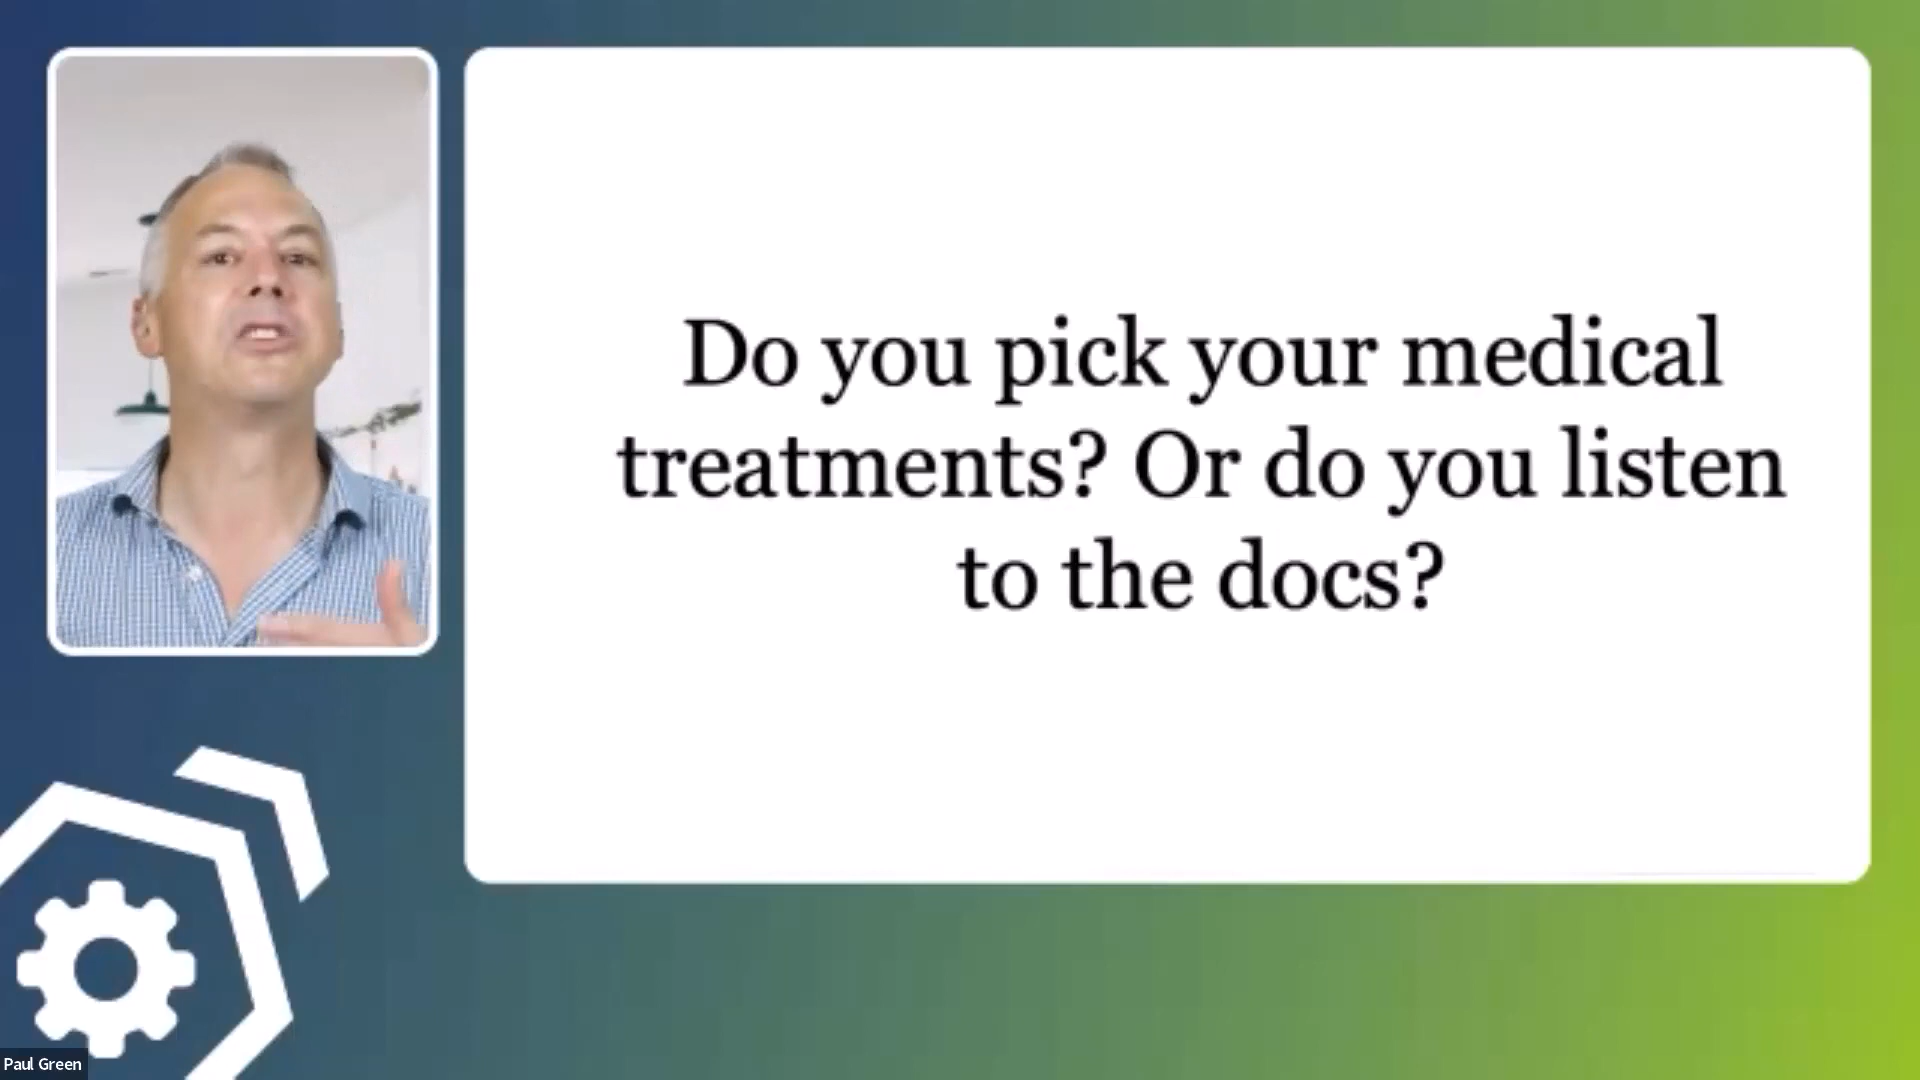 Do you pick your medical
treatments? Or do you listen
to the docs?
Paul Green